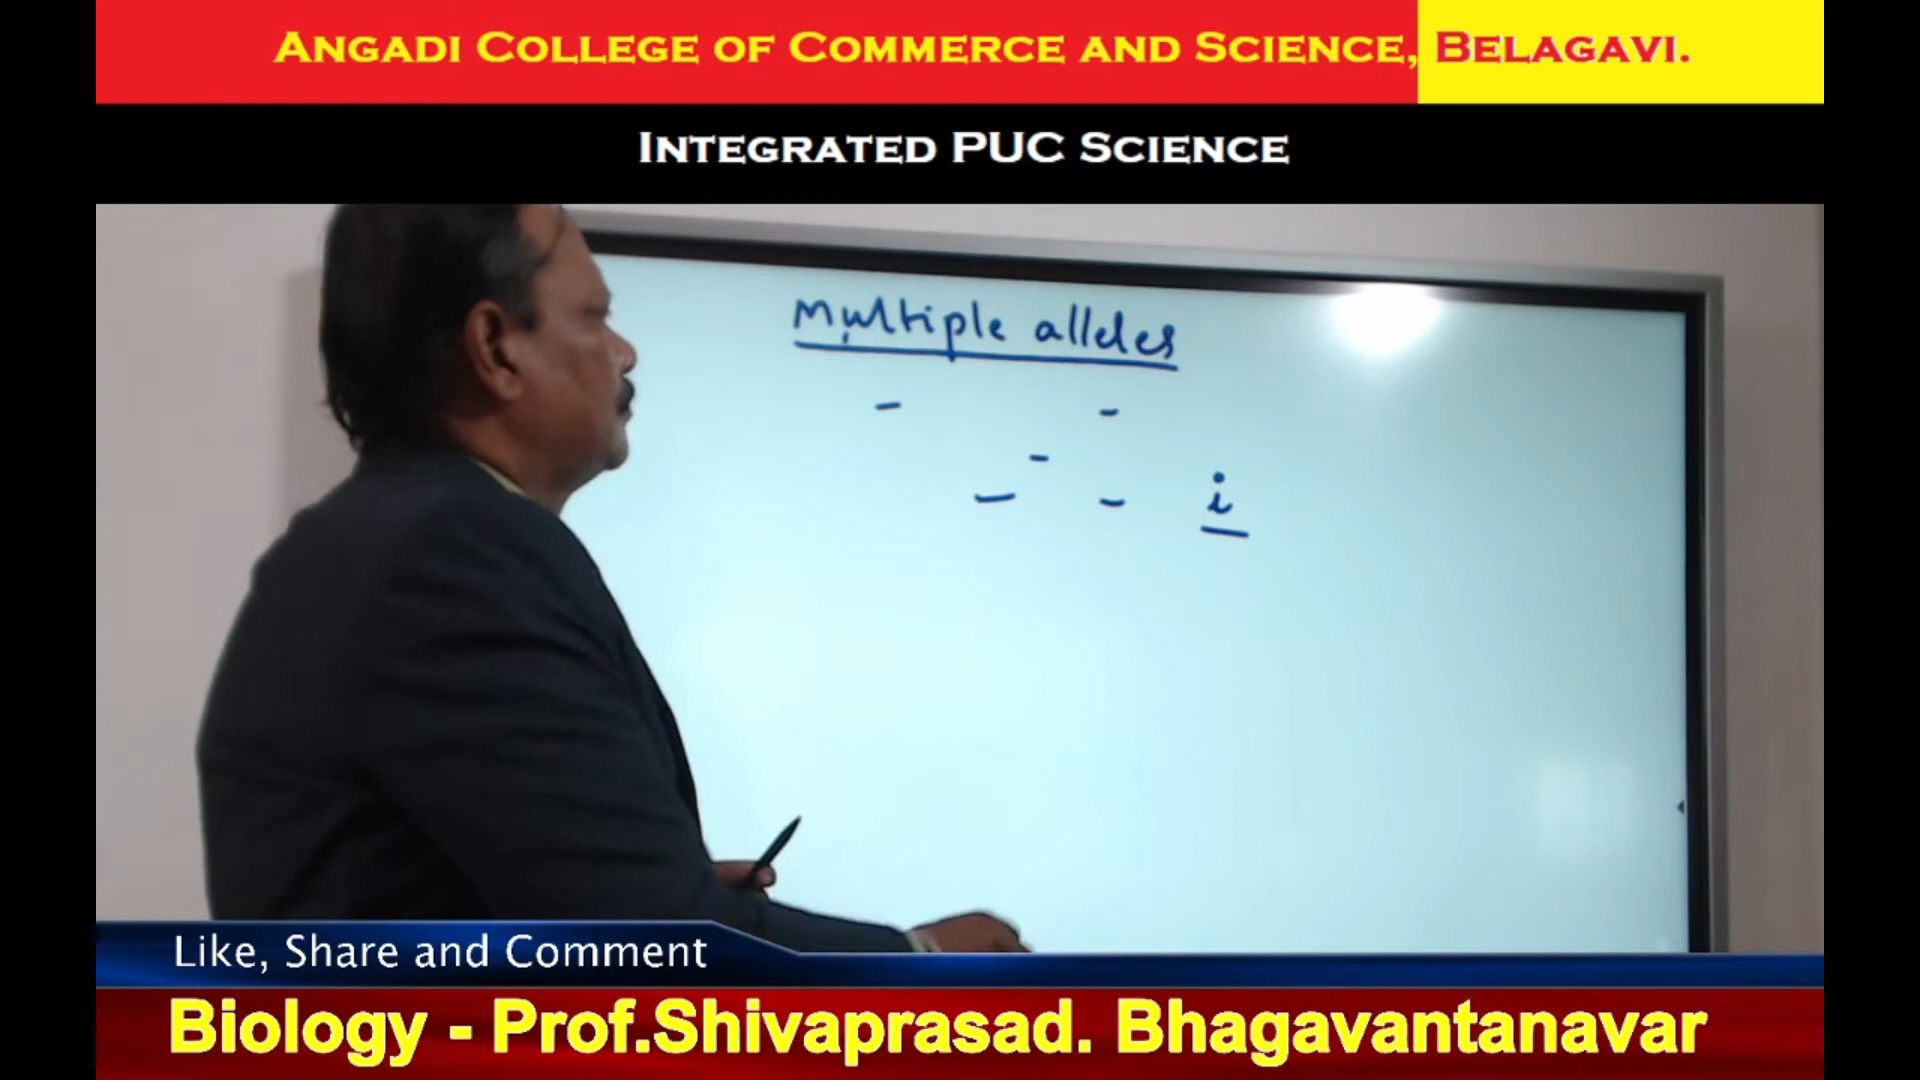 ANGADI COLLEGE OF COMMERCE AND SCIENCE, BELAGAVI.
INTEGRATED PUC SCIENCE
Multiple alleles
- -
-
- - i
Like, Share and Comment
Biology - Prof.Shivaprasad. Bhagavantanavar